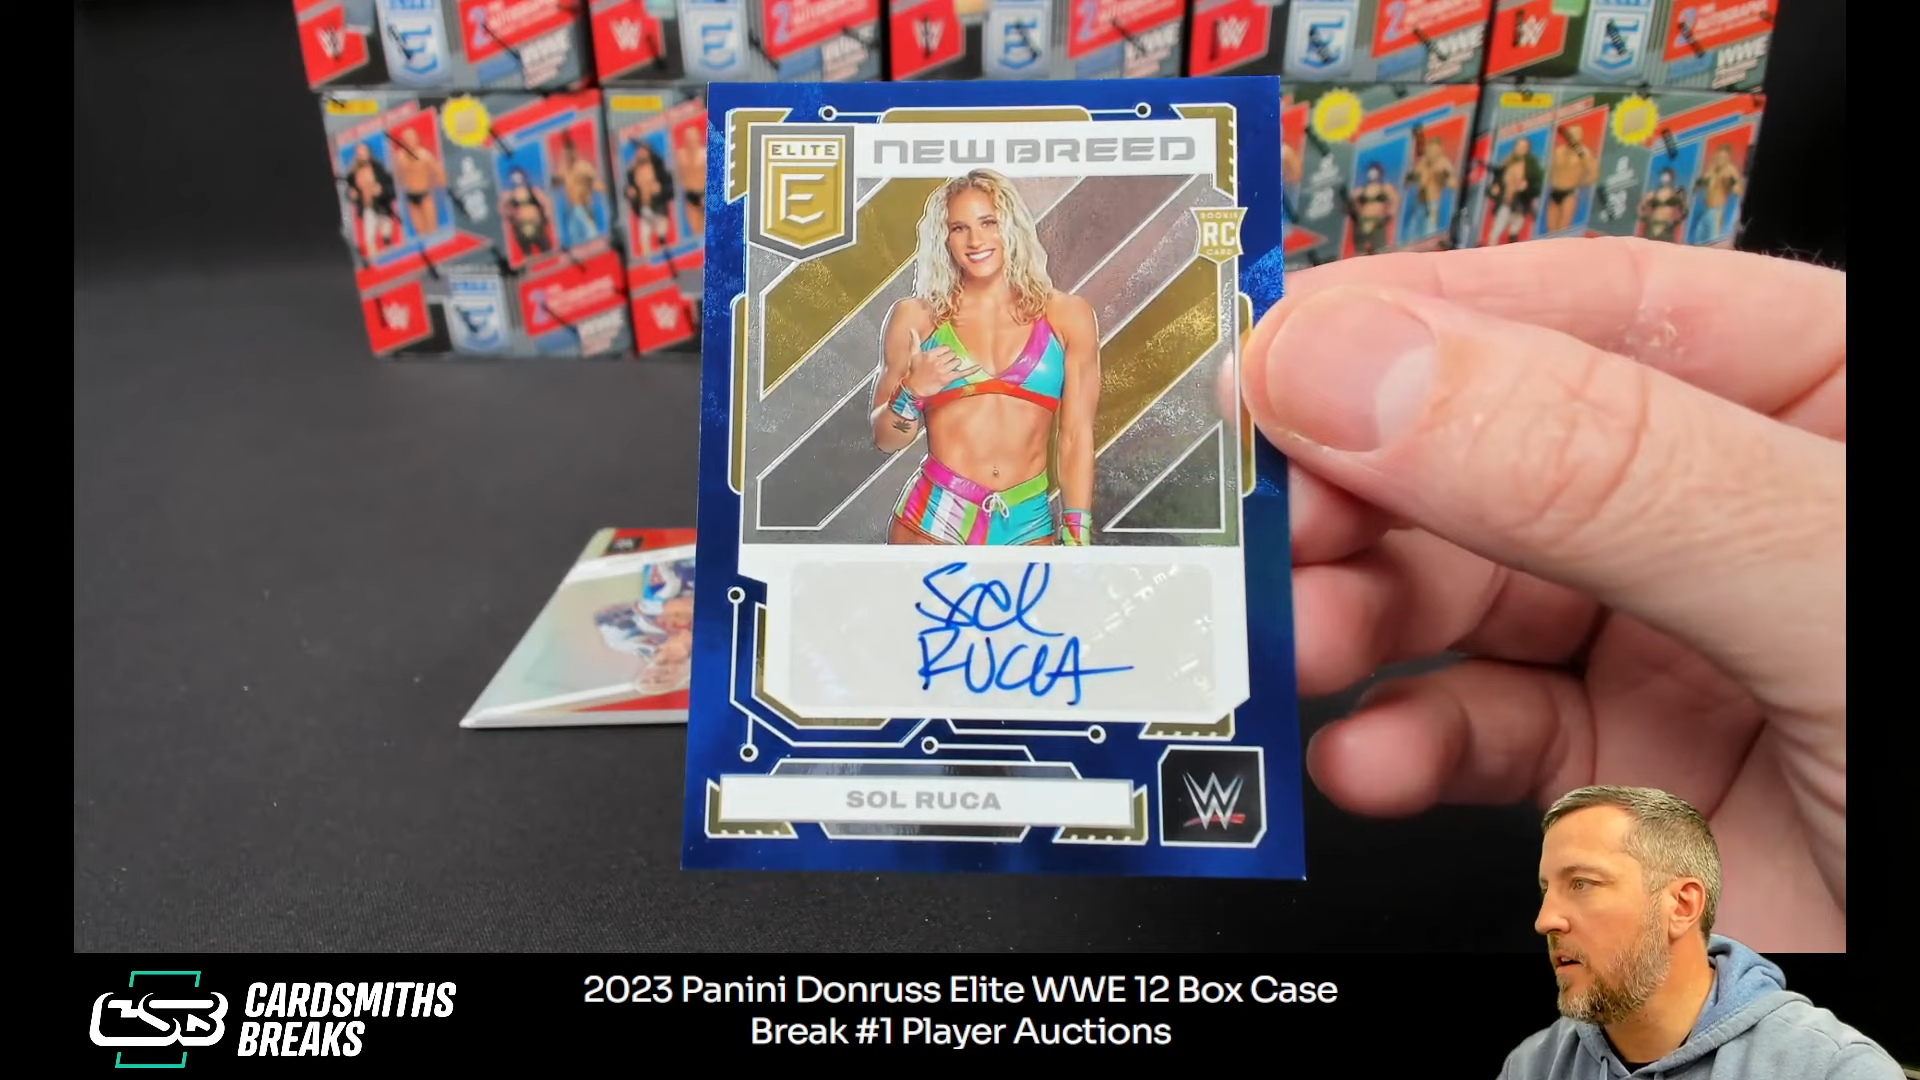 ELITE
NEW BREED
ROOKIE
RC
CARD
Sol
RUCA
SOL RUCA
W
CSB
CARDSMITHS
BREAKS
2023 Panini Donruss Elite WWE 12 Box Case
Break #1 Player Auctions